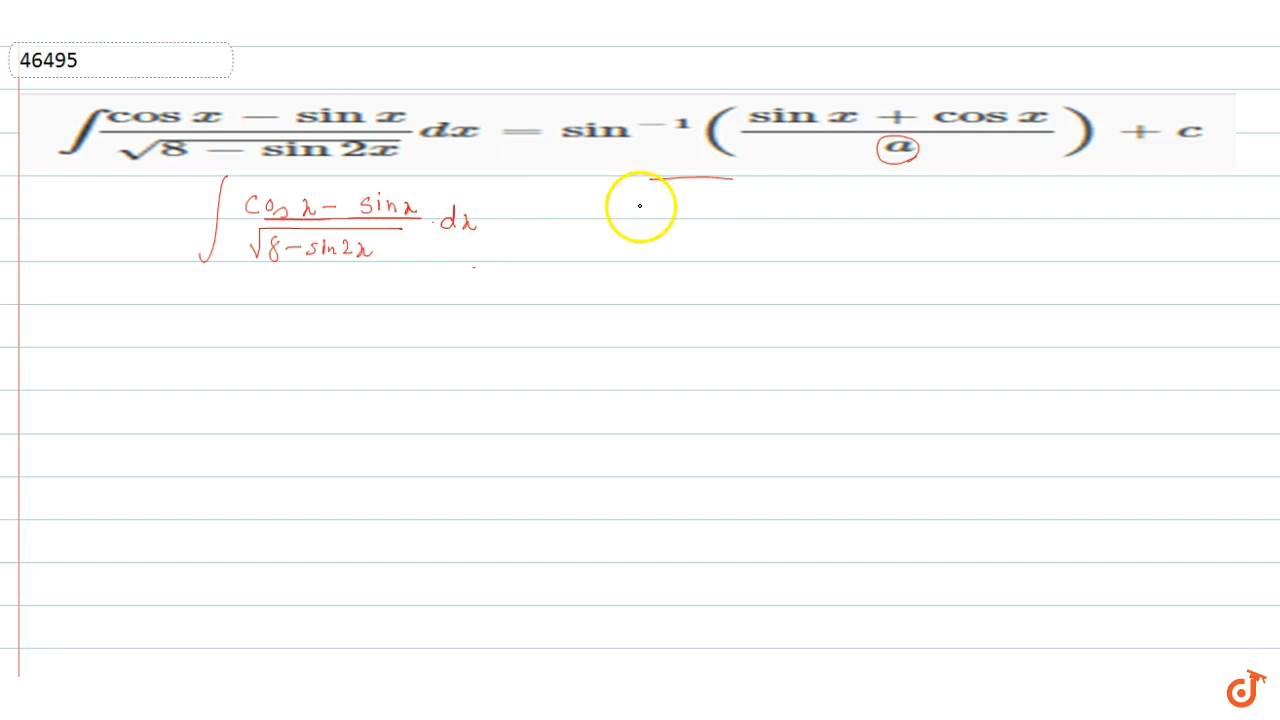 46495
∫ cos x − sin x / √8 − sin 2x dx = sin⁻¹ ( sin x + cos x / a ) + c
∫ Cos x − sin x / √8 − sin 2x · dx